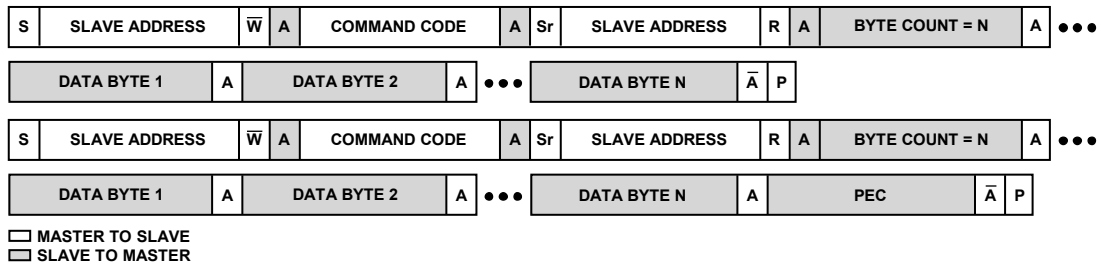 S SLAVE ADDRESS W̅ A COMMAND CODE A Sr SLAVE ADDRESS R A BYTE COUNT = N A •••
DATA BYTE 1 A DATA BYTE 2 A ••• DATA BYTE N A̅ P
S SLAVE ADDRESS W̅ A COMMAND CODE A Sr SLAVE ADDRESS R A BYTE COUNT = N A •••
DATA BYTE 1 A DATA BYTE 2 A ••• DATA BYTE N A PEC A̅ P
MASTER TO SLAVE
SLAVE TO MASTER